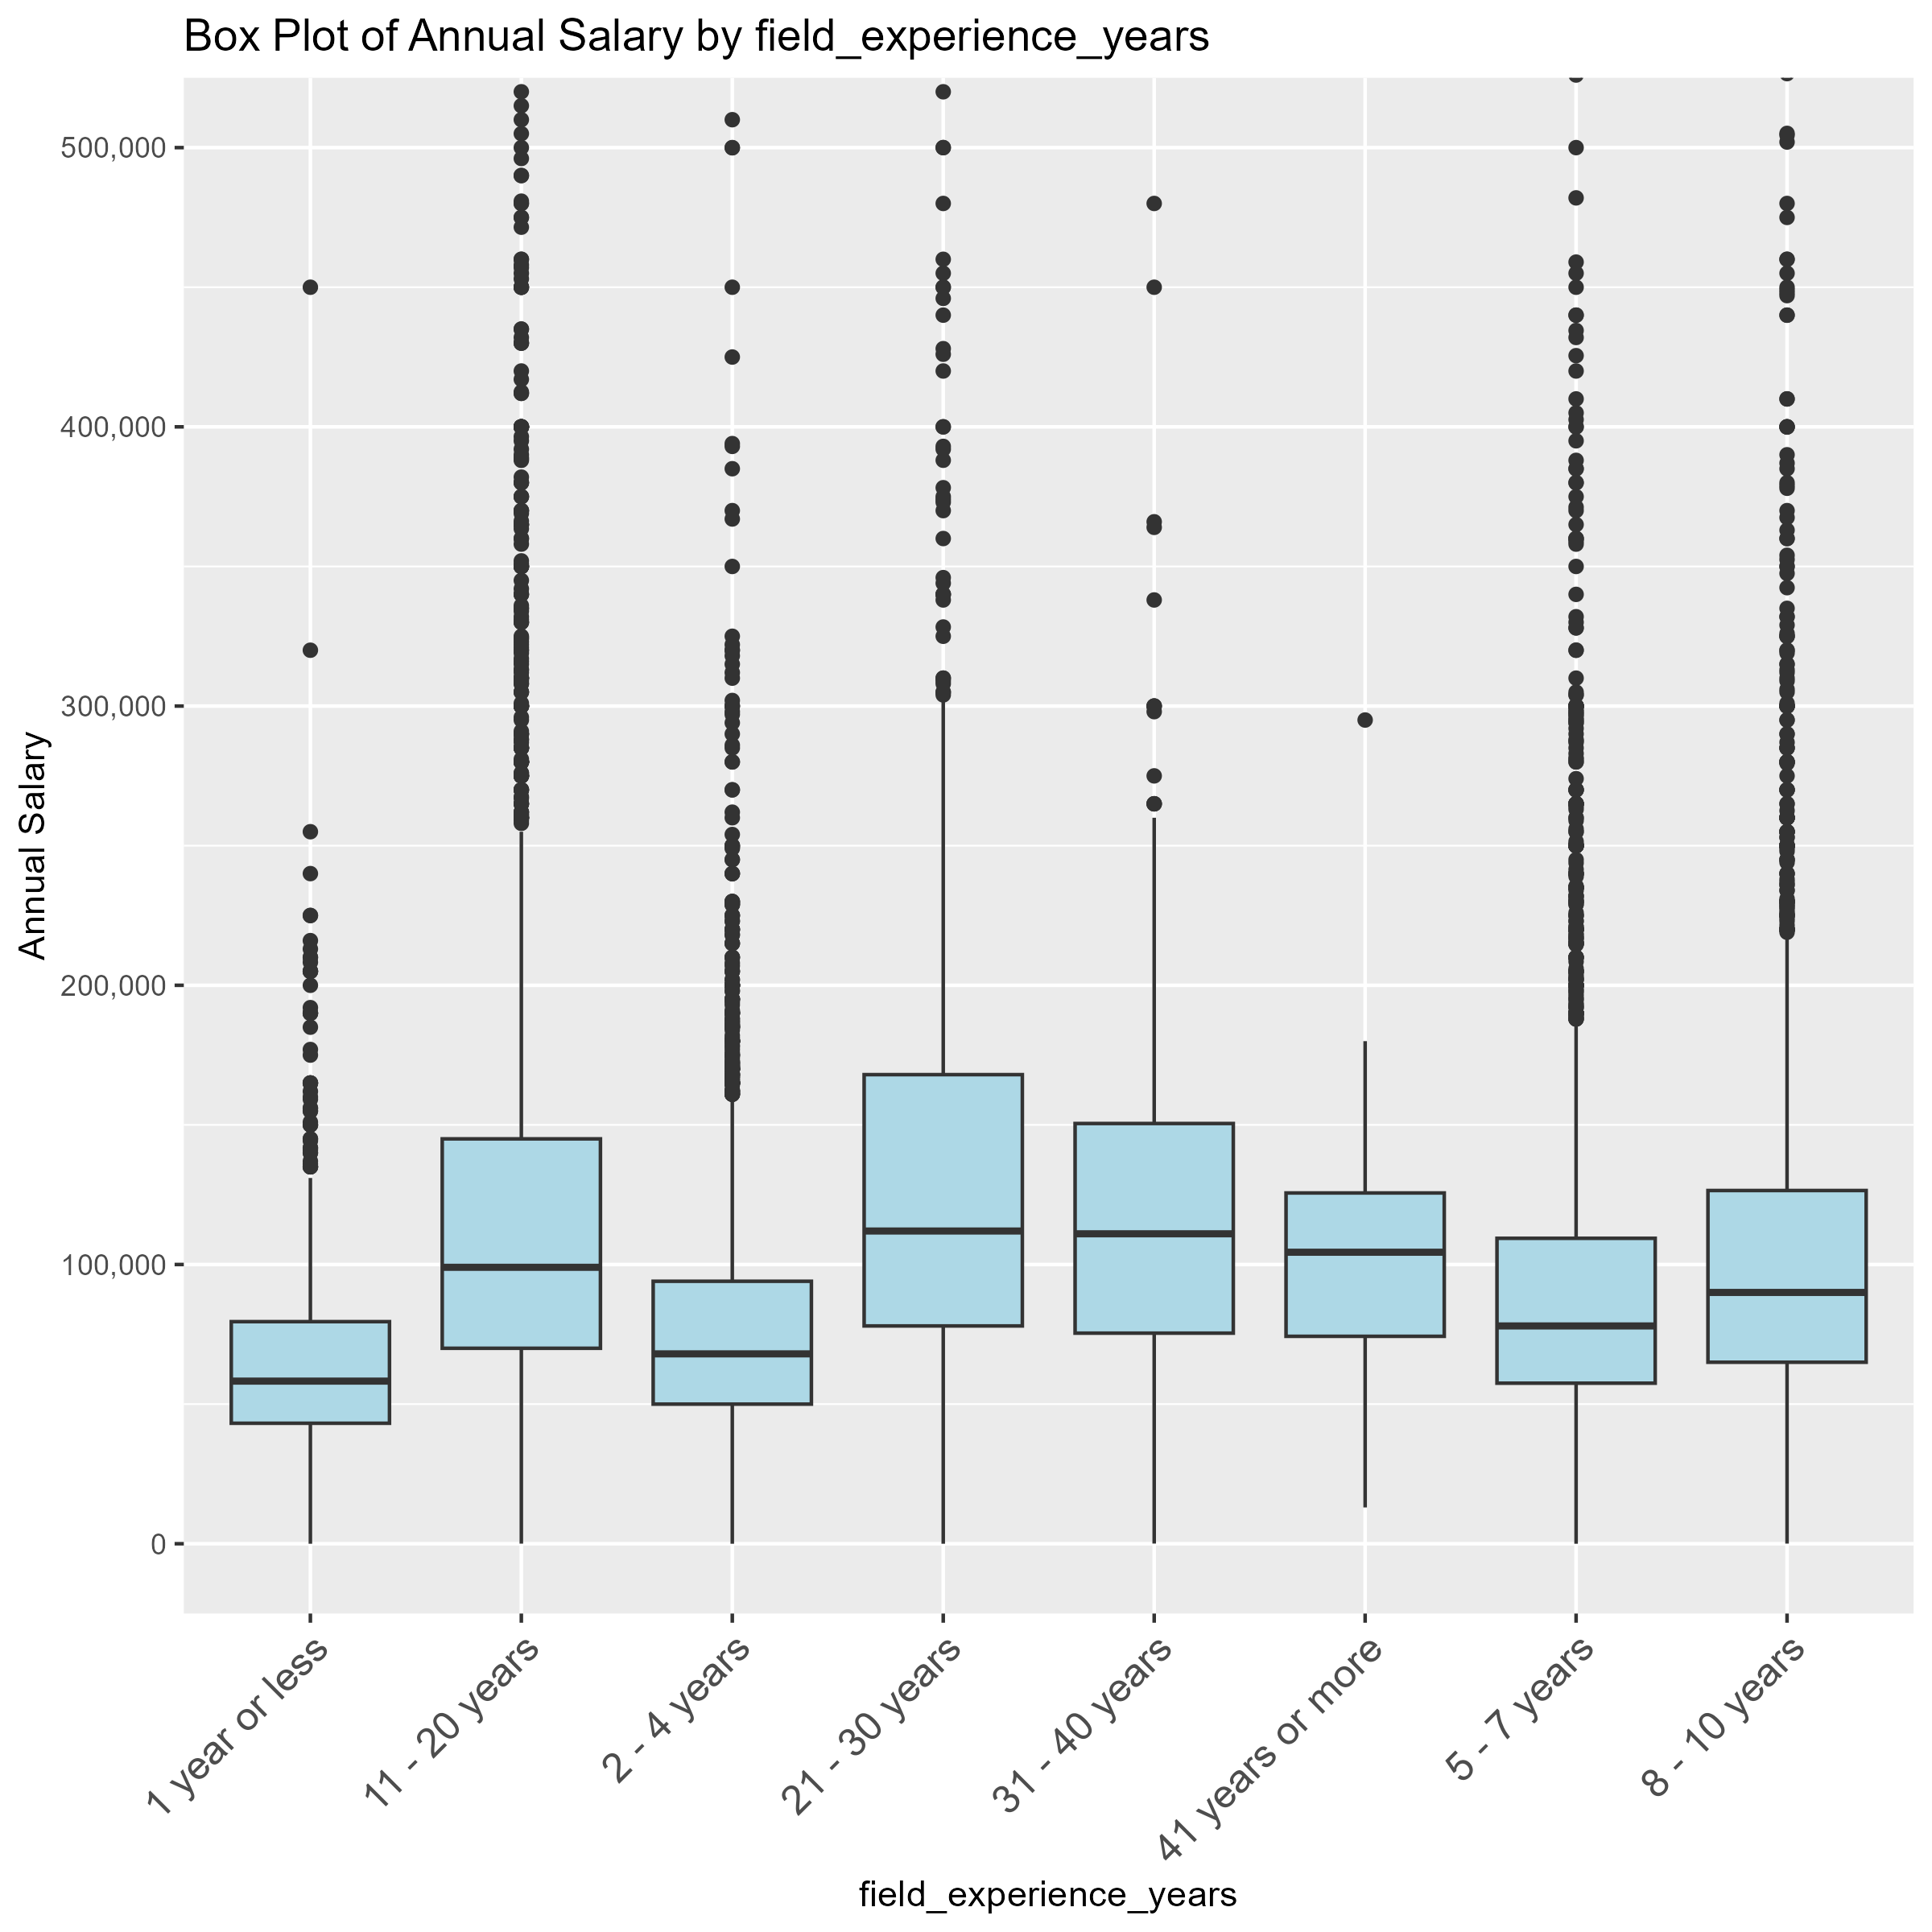 Box Plot of Annual Salary by field_experience_years
Annual Salary
500,000
400,000
300,000
200,000
100,000
0
1 year or less
11 - 20 years
2 - 4 years
21 - 30 years
31 - 40 years
41 years or more
5 - 7 years
8 - 10 years
field_experience_years